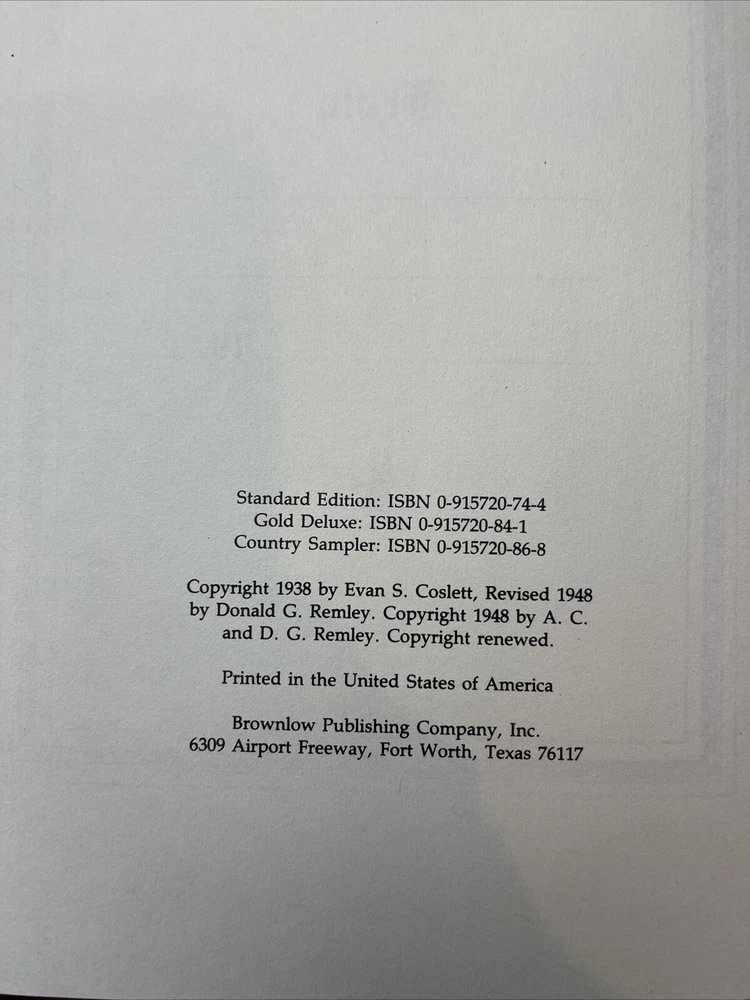 Standard Edition: ISBN 0-915720-74-4
Gold Deluxe: ISBN 0-915720-84-1
Country Sampler: ISBN 0-915720-86-8
Copyright 1938 by Evan S. Coslett, Revised 1948
by Donald G. Remley. Copyright 1948 by A. C.
and D. G. Remley. Copyright renewed.
Printed in the United States of America
Brownlow Publishing Company, Inc.
6309 Airport Freeway, Fort Worth, Texas 76117